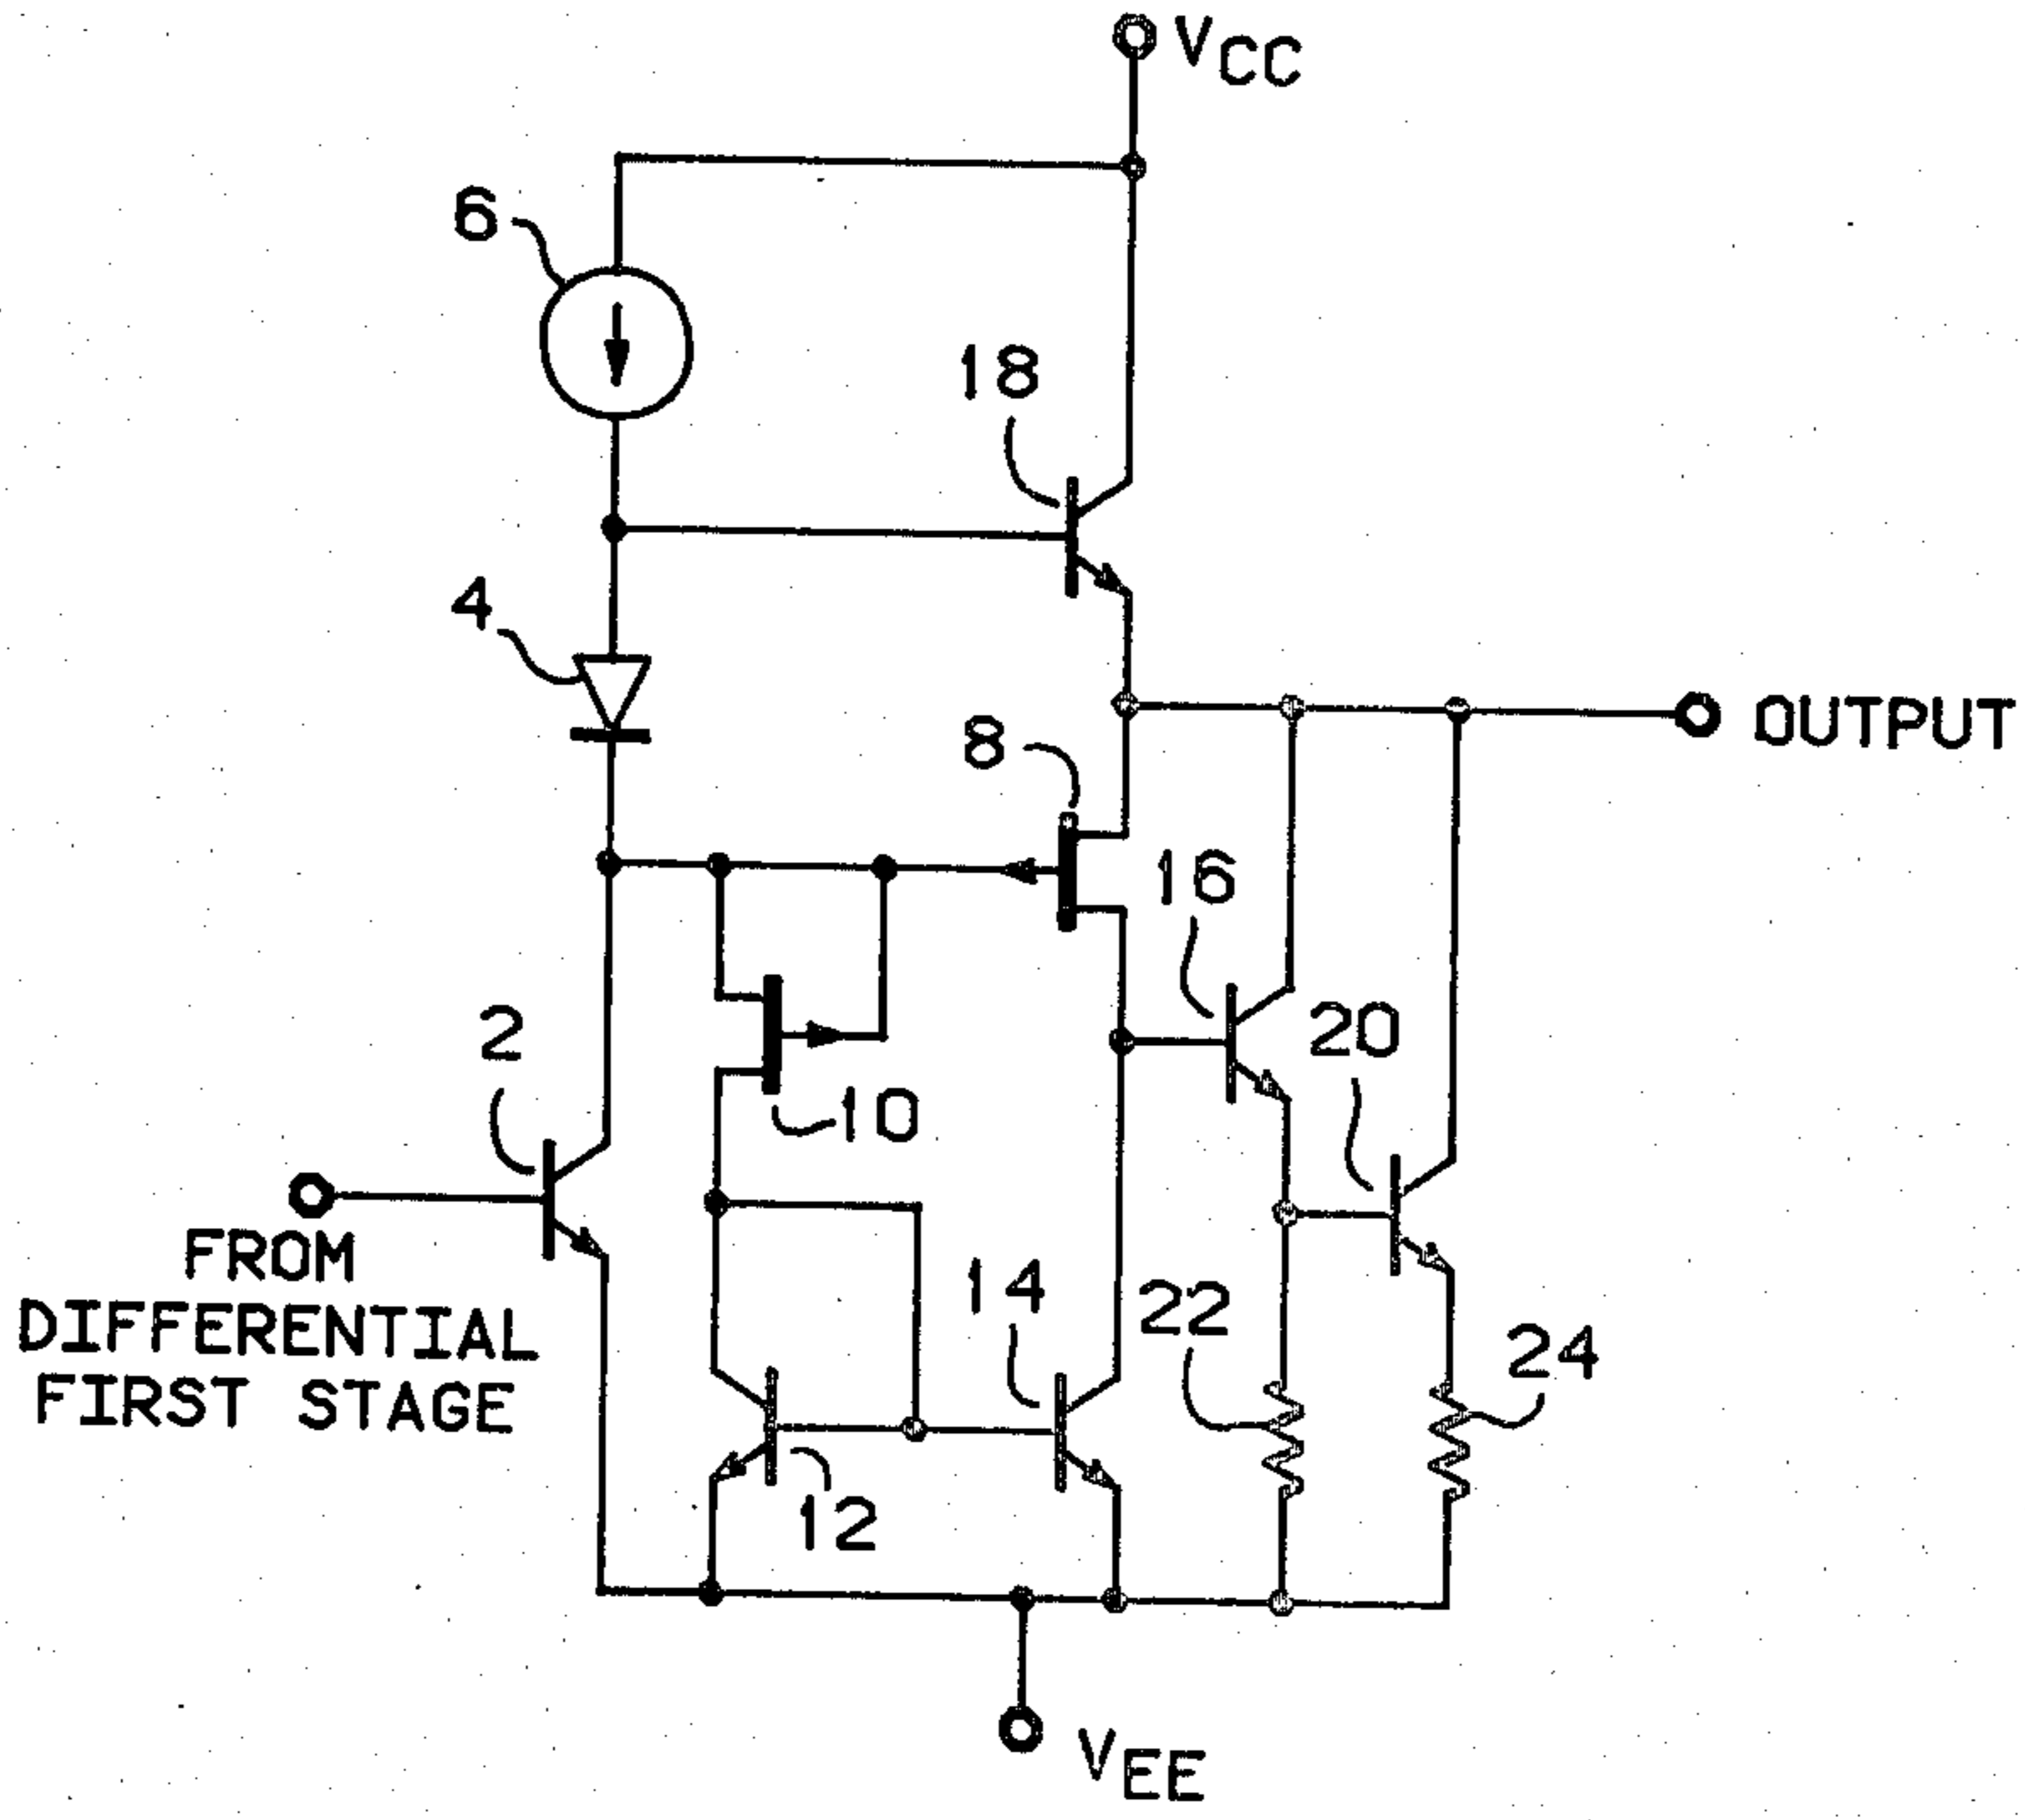 VCC
6
18
4
8
OUTPUT
16
2
20
10
FROM
DIFFERENTIAL
FIRST STAGE
14
22
24
12
VEE